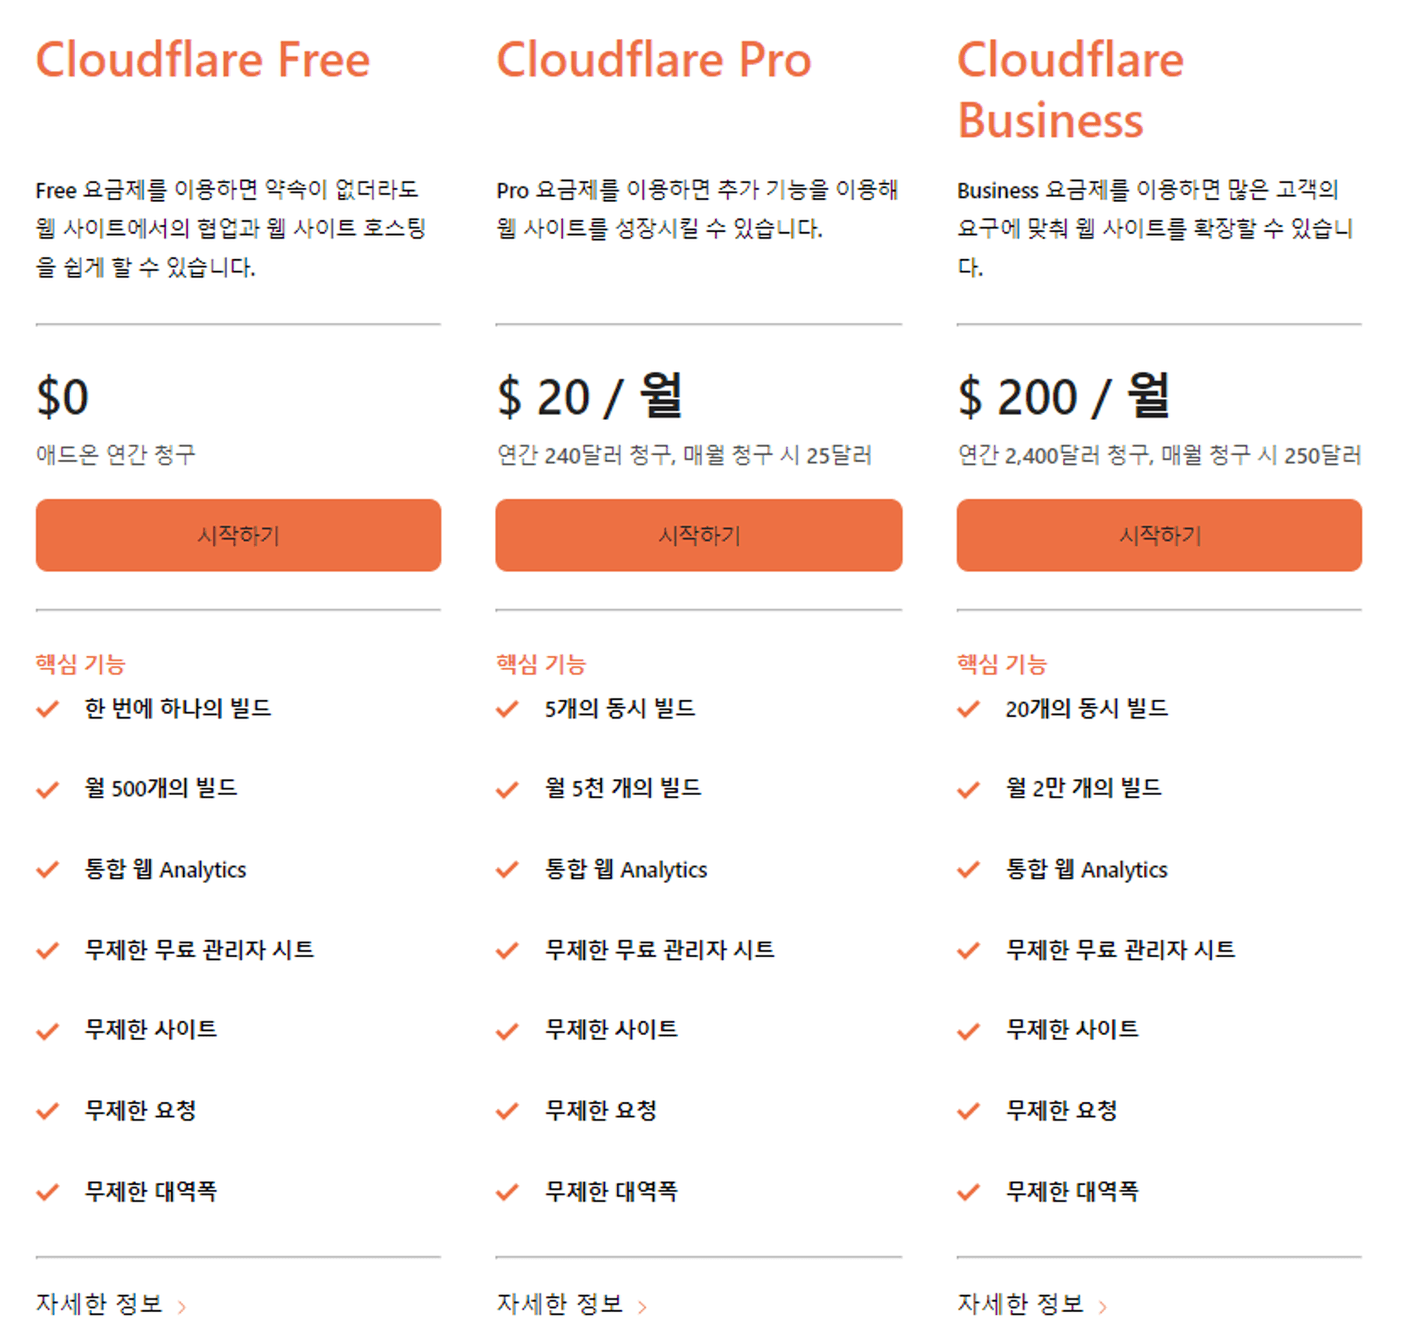 Cloudflare Free
Free 요금제를 이용하면 약속이 없더라도
웹 사이트에서의 협업과 웹 사이트 호스팅
을 쉽게 할 수 있습니다.
$0
애드온 연간 청구
시작하기
핵심 기능
한 번에 하나의 빌드
월 500개의 빌드
통합 웹 Analytics
무제한 무료 관리자 시트
무제한 사이트
무제한 요청
무제한 대역폭
자세한 정보
Cloudflare Pro
Pro 요금제를 이용하면 추가 기능을 이용해
웹 사이트를 성장시킬 수 있습니다.
$ 20 / 월
연간 240달러 청구, 매월 청구 시 25달러
시작하기
핵심 기능
5개의 동시 빌드
월 5천 개의 빌드
통합 웹 Analytics
무제한 무료 관리자 시트
무제한 사이트
무제한 요청
무제한 대역폭
자세한 정보
Cloudflare
Business
Business 요금제를 이용하면 많은 고객의
요구에 맞춰 웹 사이트를 확장할 수 있습니
다.
$ 200 / 월
연간 2,400달러 청구, 매월 청구 시 250달러
시작하기
핵심 기능
20개의 동시 빌드
월 2만 개의 빌드
통합 웹 Analytics
무제한 무료 관리자 시트
무제한 사이트
무제한 요청
무제한 대역폭
자세한 정보